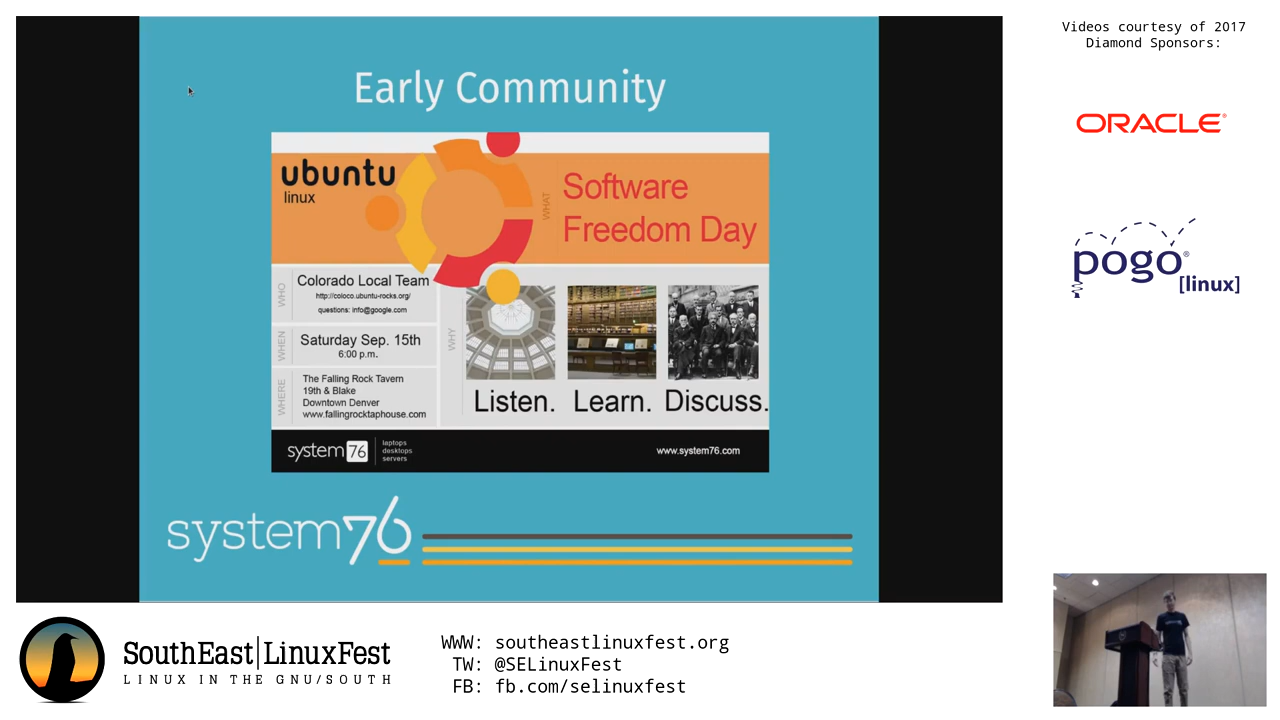 Early Community
ubuntu
linux
WHAT
Software
Freedom Day
WHO
Colorado Local Team
http://coloco.ubuntu-rocks.org/
questions: info@google.com
WHEN
Saturday Sep. 15th
6:00 p.m.
WHERE
The Falling Rock Tavern
19th & Blake
Downtown Denver
www.fallingrocktaphouse.com
WHY
Listen. Learn. Discuss.
system76
laptops
desktops
servers
www.system76.com
system76
Videos courtesy of 2017
Diamond Sponsors:
ORACLE®
pogo®
[linux]
SouthEast|LinuxFest
LINUX IN THE GNU/SOUTH
WWW: southeastlinuxfest.org
TW: @SELinuxFest
FB: fb.com/selinuxfest